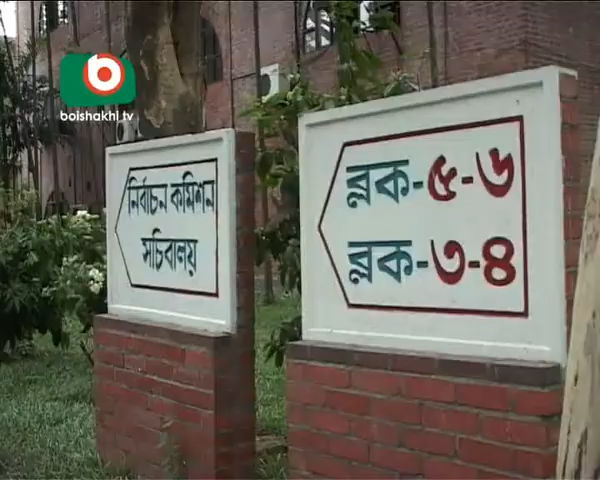 boishakhi tv
নির্বাচন কমিশন
সচিবালয়
ব্লক-৫-৬
ব্লক-৩-৪